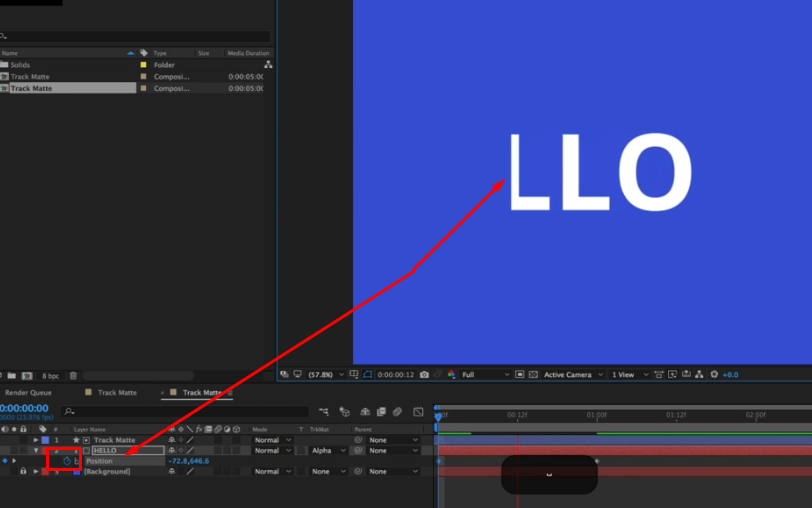 Name Type Size Media Duration
Solids Folder
Track Matte Composi... 0:00:05:00
Track Matte Composi... 0:00:05:00
LLO
8 bpc
(57.8%) 0:00:00:12 Full Active Camera 1 View +0.0
Render Queue Track Matte Track Matte
0:00:00:00
(23.976 fps)
00:12f 01:00f 01:12f 02:00f
# Layer Name Mode T TrkMat Parent
1 Track Matte Normal None
HELLO Normal Alpha None
Position -72.8,646.6
[Background] Normal None None